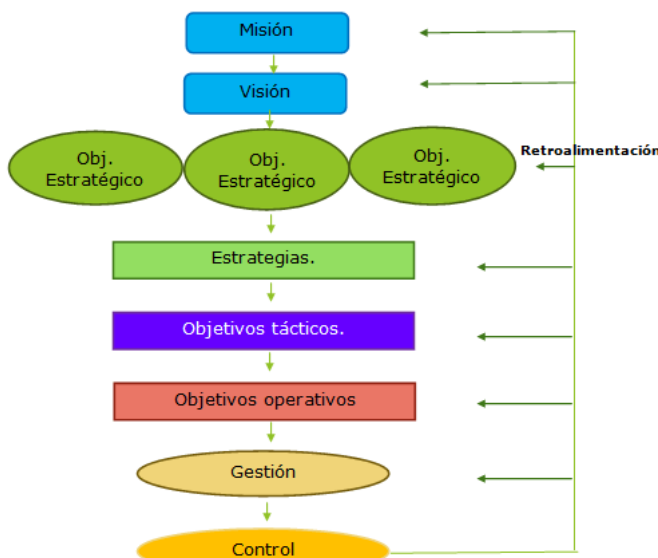 Misión
Visión
Obj.
Estratégico
Obj.
Estratégico
Obj.
Estratégico
Retroalimentación
Estrategias.
Objetivos tácticos.
Objetivos operativos
Gestión
Control